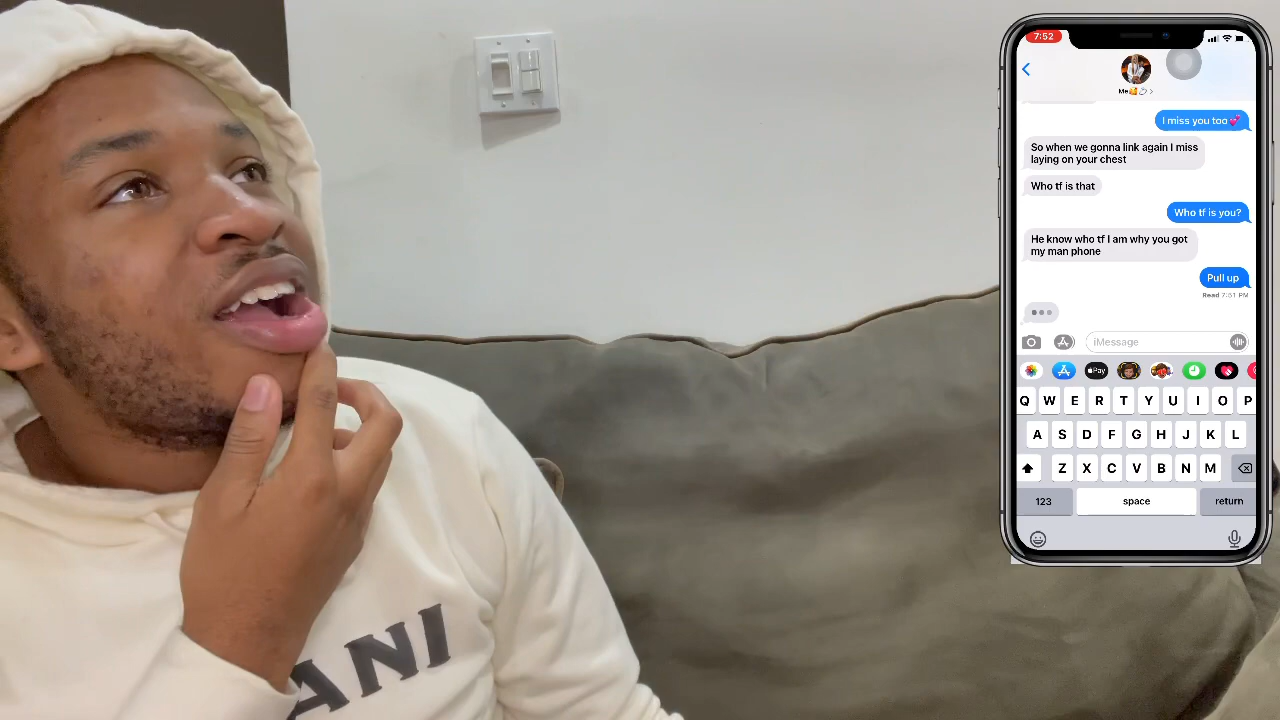 7:52
Me🥰💍 >
I miss you too💞
So when we gonna link again I miss
laying on your chest
Who tf is that
Who tf is you?
He know who tf I am why you got
my man phone
Pull up
Read 7:51 PM
iMessage
Pay
Q W E R T Y U I O P
A S D F G H J K L
Z X C V B N M
123 space return
ANI